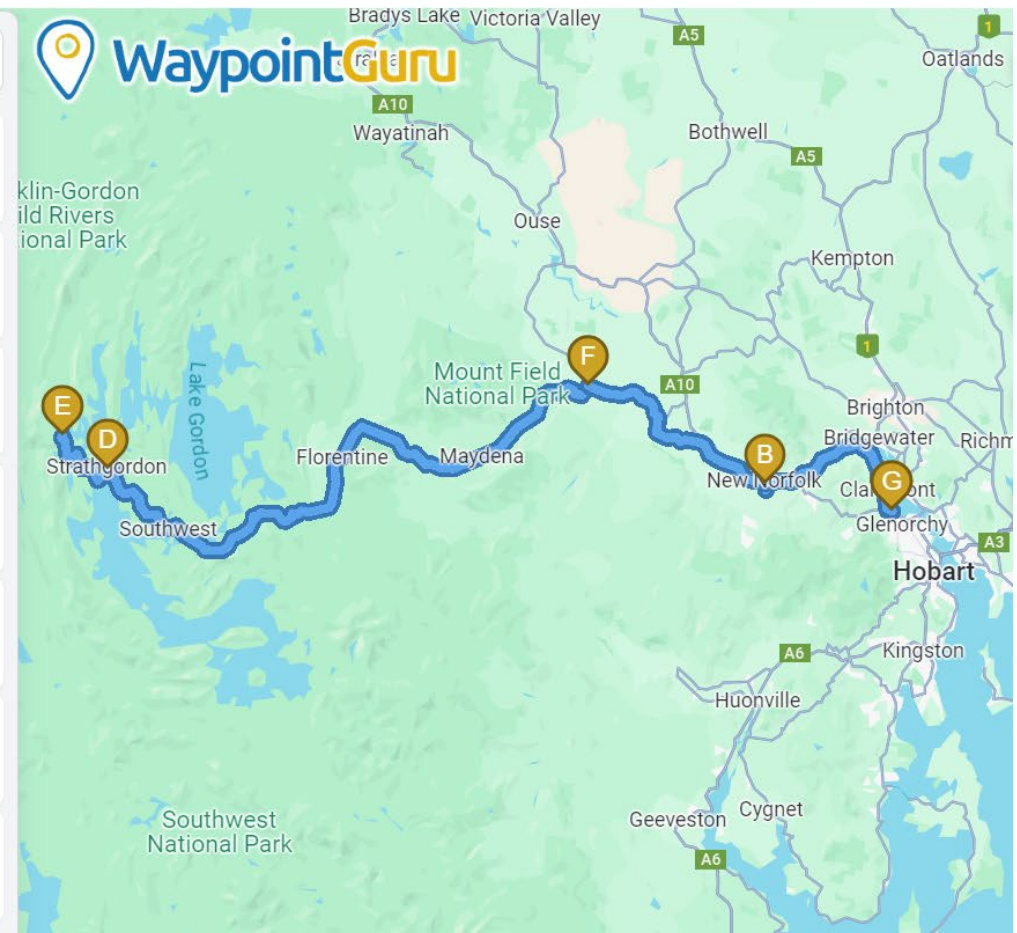 Bradys Lake
Victoria Valley
A5
1
WaypointGuru
Oatlands
A10
Wayatinah
Bothwell
A5
klin-Gordon
ild Rivers
ional Park
Ouse
Kempton
F
1
Mount Field
National Park
A10
Lake Gordon
E
Brighton
D
Bridgewater
Richm
B
Strathgordon
Florentine
Maydena
New Norfolk
G
Southwest
Glenorchy
A3
Hobart
A6
Kingston
Huonville
Southwest
National Park
Geeveston
Cygnet
A6